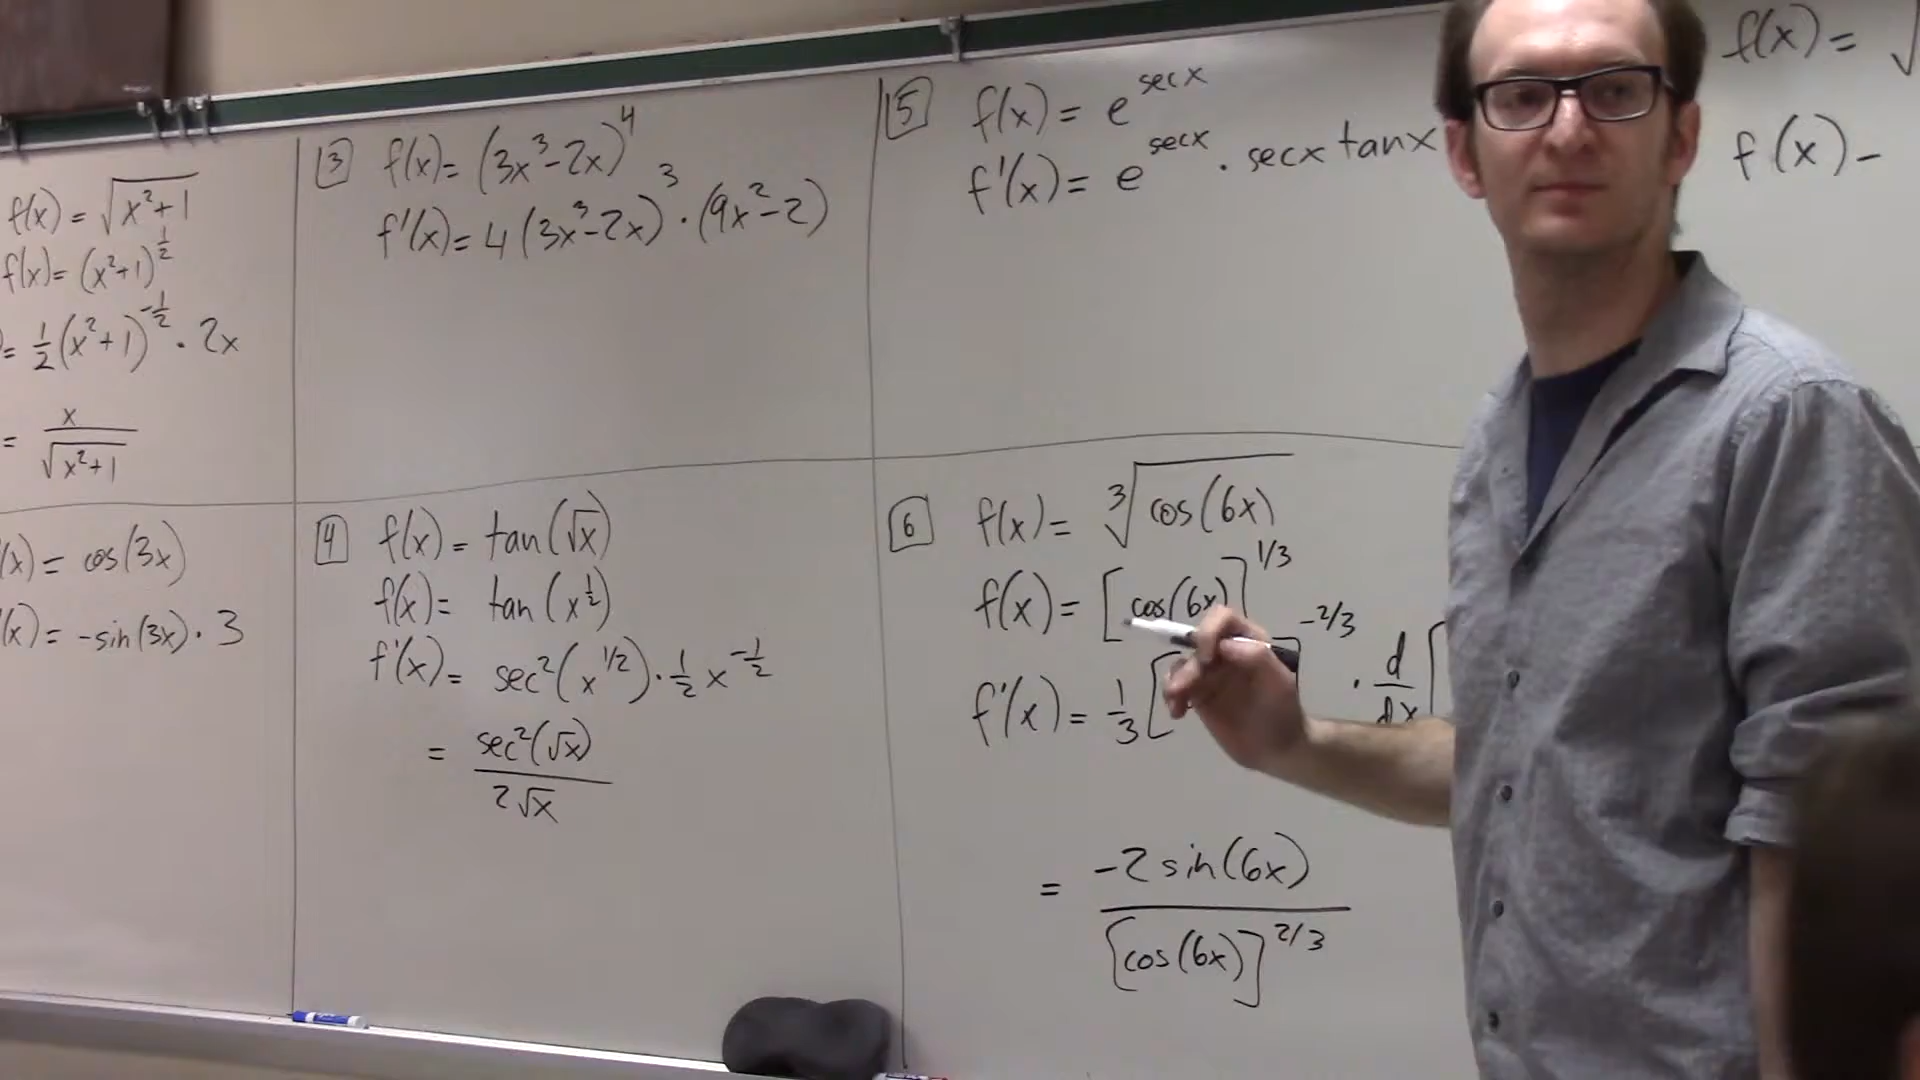 f(x) = √(x²+1)
f(x) = (x²+1)^(1/2)
= 1/2 (x²+1)^(-1/2) · 2x
= x/√(x²+1)
(x) = cos(3x)
(x) = -sin(3x) · 3
3 f(x) = (3x³-2x)^4
f'(x) = 4(3x³-2x)³ · (9x²-2)
4 f(x) = tan(√x)
f(x) = tan(x^(1/2))
f'(x) = sec²(x^(1/2)) · 1/2 x^(-1/2)
= sec²(√x)/(2√x)
5 f(x) = e^(secx)
f'(x) = e^(secx) · secx tanx
6 f(x) = ³√cos(6x)
f(x) = [cos(6x)]^(1/3)
f'(x) = 1/3 [ ]^(-2/3) · d/dx [
= -2 sin(6x)/[cos(6x)]^(2/3)
f(x) = √
f(x) -